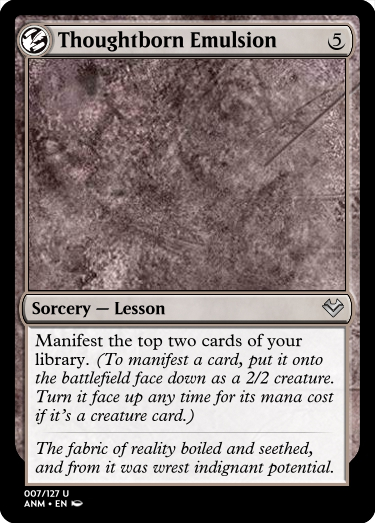 Thoughtborn Emulsion 5
Sorcery — Lesson
Manifest the top two cards of your
library. (To manifest a card, put it onto
the battlefield face down as a 2/2 creature.
Turn it face up any time for its mana cost
if it's a creature card.)
The fabric of reality boiled and seethed,
and from it was wrest indignant potential.
007/127 U
ANM • EN